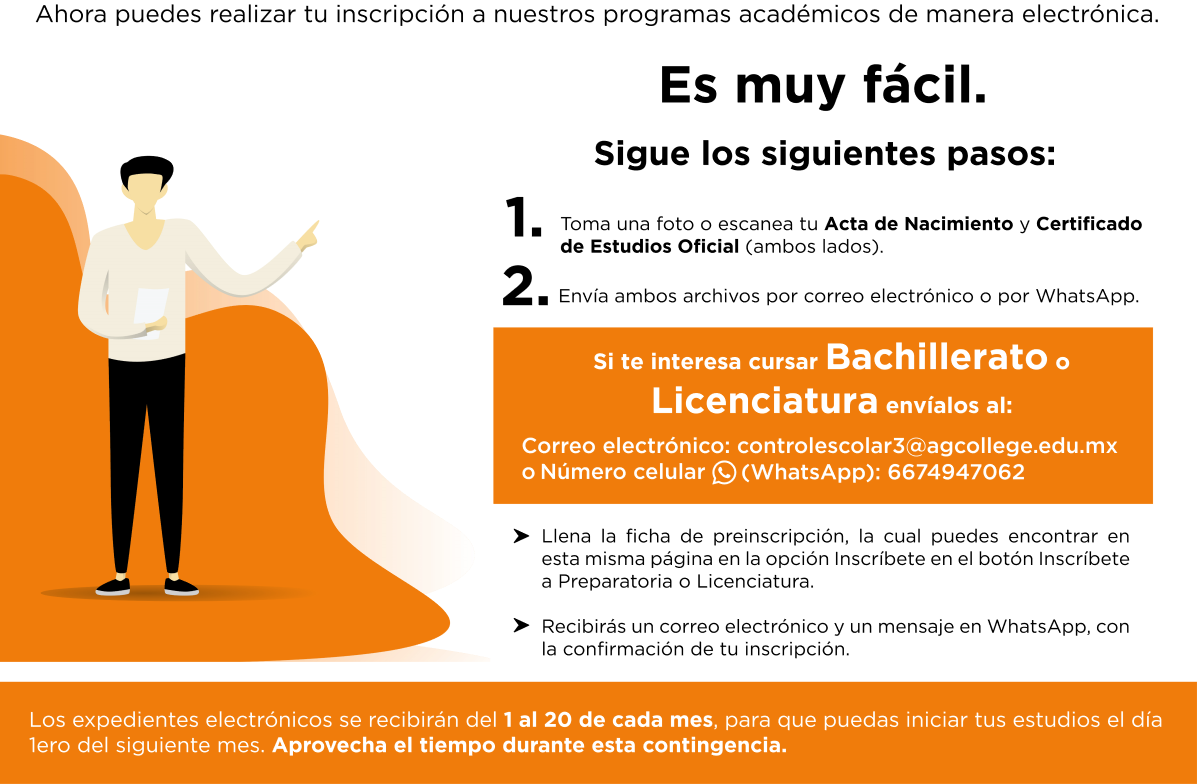 Ahora puedes realizar tu inscripción a nuestros programas académicos de manera electrónica.
Es muy fácil.
Sigue los siguientes pasos:
1. Toma una foto o escanea tu Acta de Nacimiento y Certificado
de Estudios Oficial (ambos lados).
2. Envía ambos archivos por correo electrónico o por WhatsApp.
Si te interesa cursar Bachillerato o
Licenciatura envíalos al:
Correo electrónico: controlescolar3@agcollege.edu.mx
o Número celular (WhatsApp): 6674947062
➤ Llena la ficha de preinscripción, la cual puedes encontrar en
esta misma página en la opción Inscríbete en el botón Inscríbete
a Preparatoria o Licenciatura.
➤ Recibirás un correo electrónico y un mensaje en WhatsApp, con
la confirmación de tu inscripción.
Los expedientes electrónicos se recibirán del 1 al 20 de cada mes, para que puedas iniciar tus estudios el día
1ero del siguiente mes. Aprovecha el tiempo durante esta contingencia.